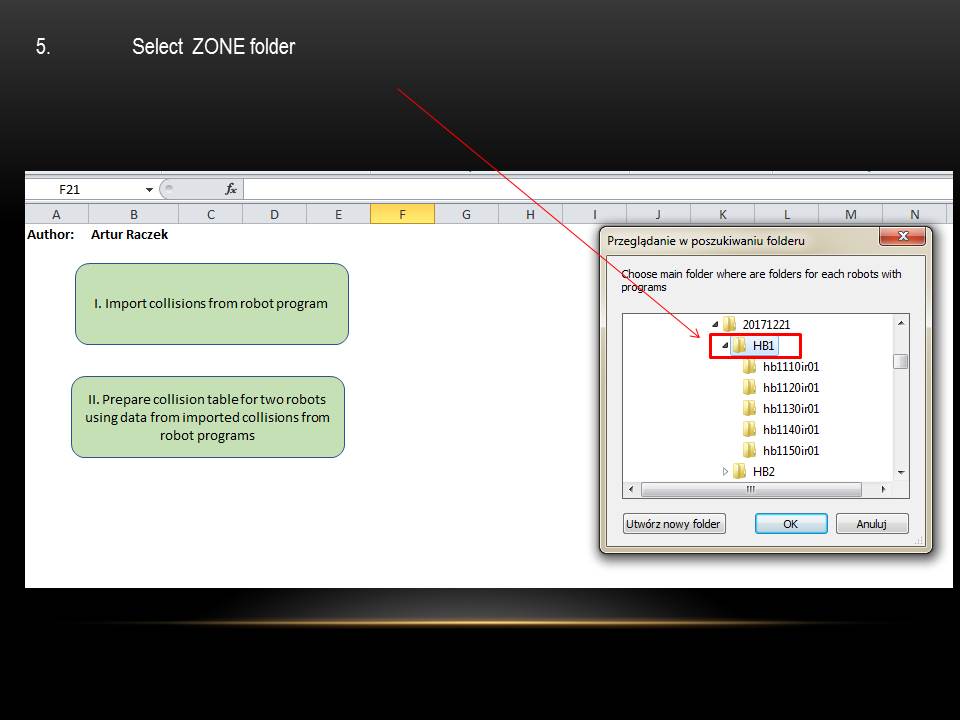 5. Select ZONE folder
F21
fx
A B C D E F G H I J K L M N
Author: Artur Raczek
I. Import collisions from robot program
II. Prepare collision table for two robots
using data from imported collisions from
robot programs
Przeglądanie w poszukiwaniu folderu
Choose main folder where are folders for each robots with
programs
20171221
HB1
hb1110ir01
hb1120ir01
hb1130ir01
hb1140ir01
hb1150ir01
HB2
Utwórz nowy folder
OK
Anuluj